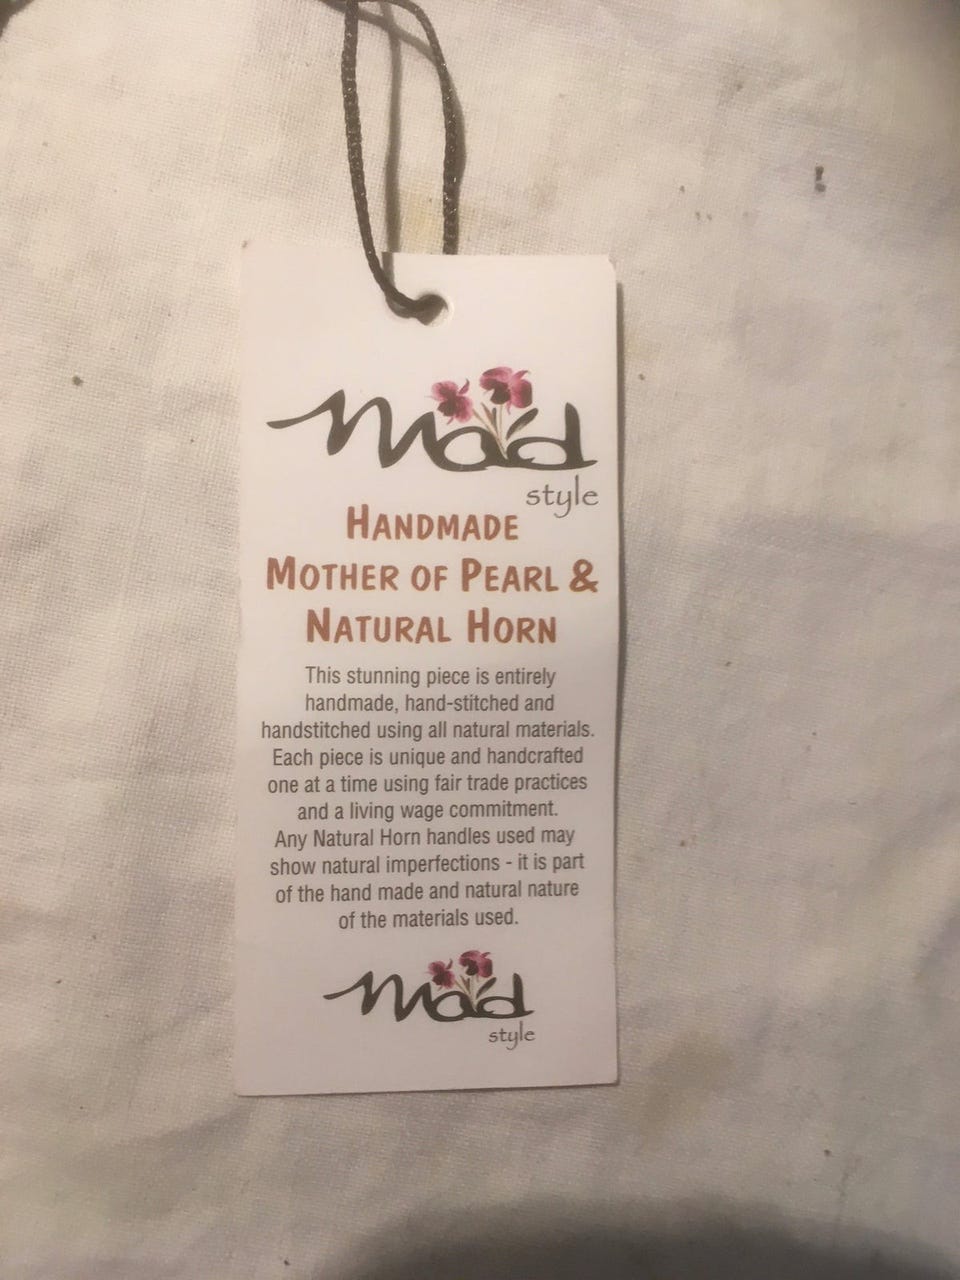 Mad
style
HANDMADE
MOTHER OF PEARL &
NATURAL HORN
This stunning piece is entirely
handmade, hand-stitched and
handstitched using all natural materials.
Each piece is unique and handcrafted
one at a time using fair trade practices
and a living wage commitment.
Any Natural Horn handles used may
show natural imperfections - it is part
of the hand made and natural nature
of the materials used.
Mad
style